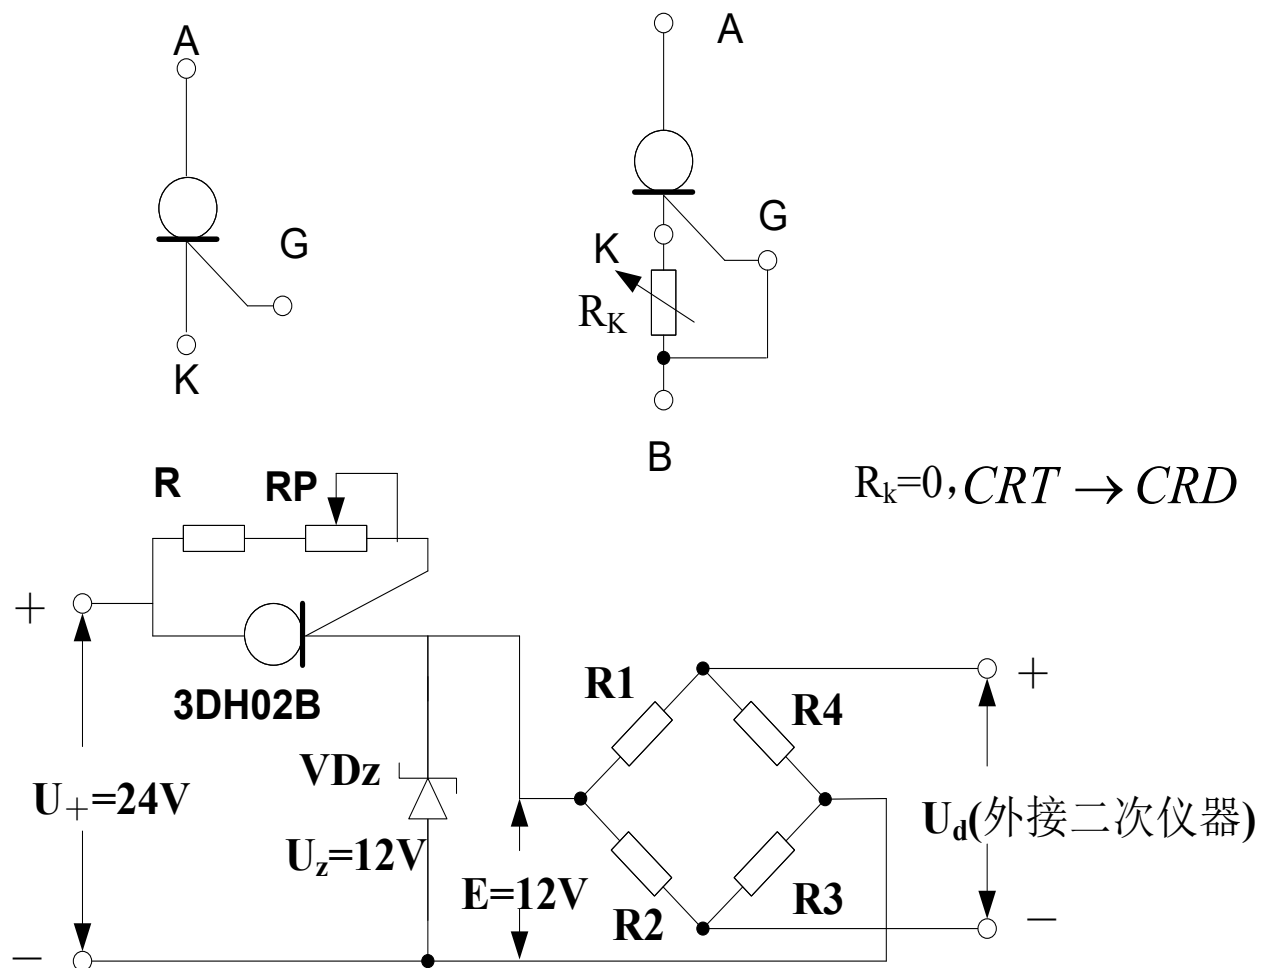 A
A
G
G
K
R_K
K
B
R_k=0, CRT → CRD
R
RP
+
3DH02B
R1
+
R4
VDz
U_+=24V
U_d(外接二次仪器)
U_z=12V
E=12V
R3
R2
−
−